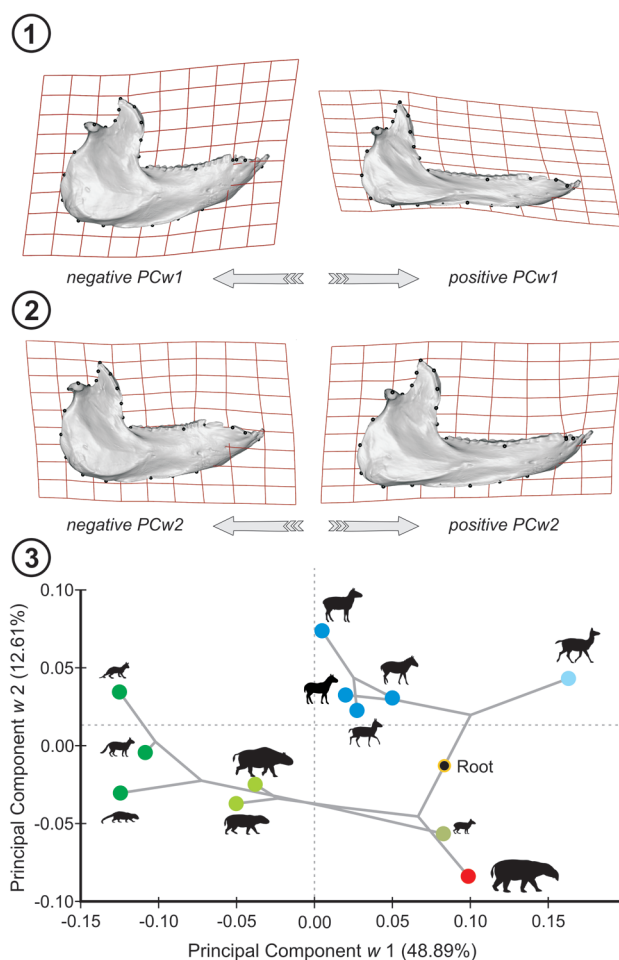 1
negative PCw1
positive PCw1
2
negative PCw2
positive PCw2
3
Principal Component w 2 (12.61%)
0.10
0.05
0.00
-0.05
-0.10
Root
-0.15
-0.10
-0.05
0.00
0.05
0.10
0.15
Principal Component w 1 (48.89%)